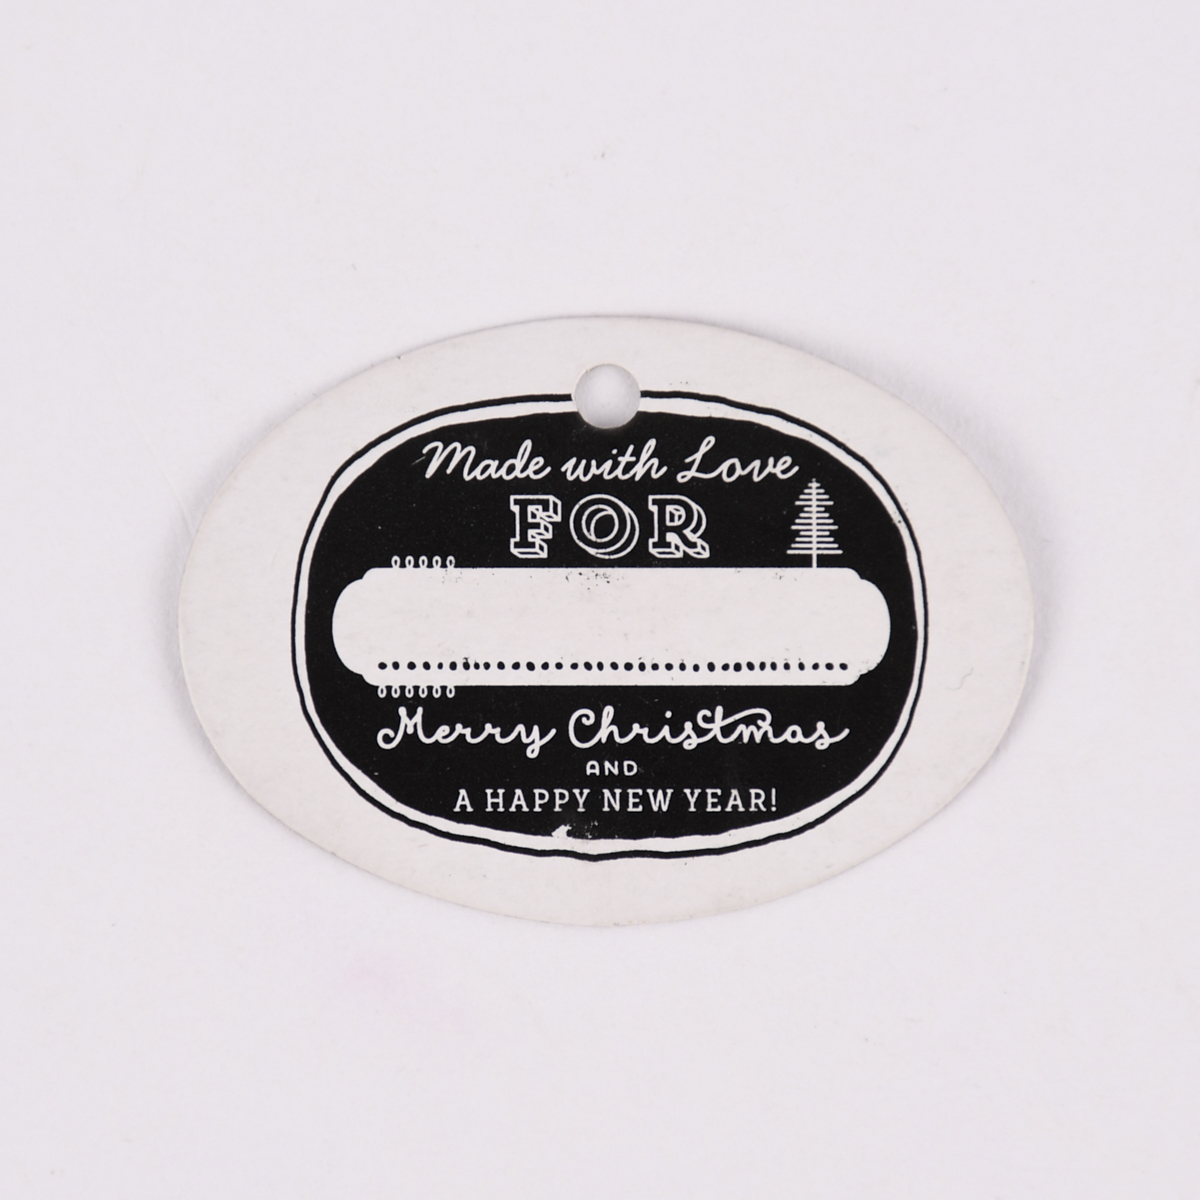 Made with Love
FOR
Merry Christmas
AND
A HAPPY NEW YEAR!